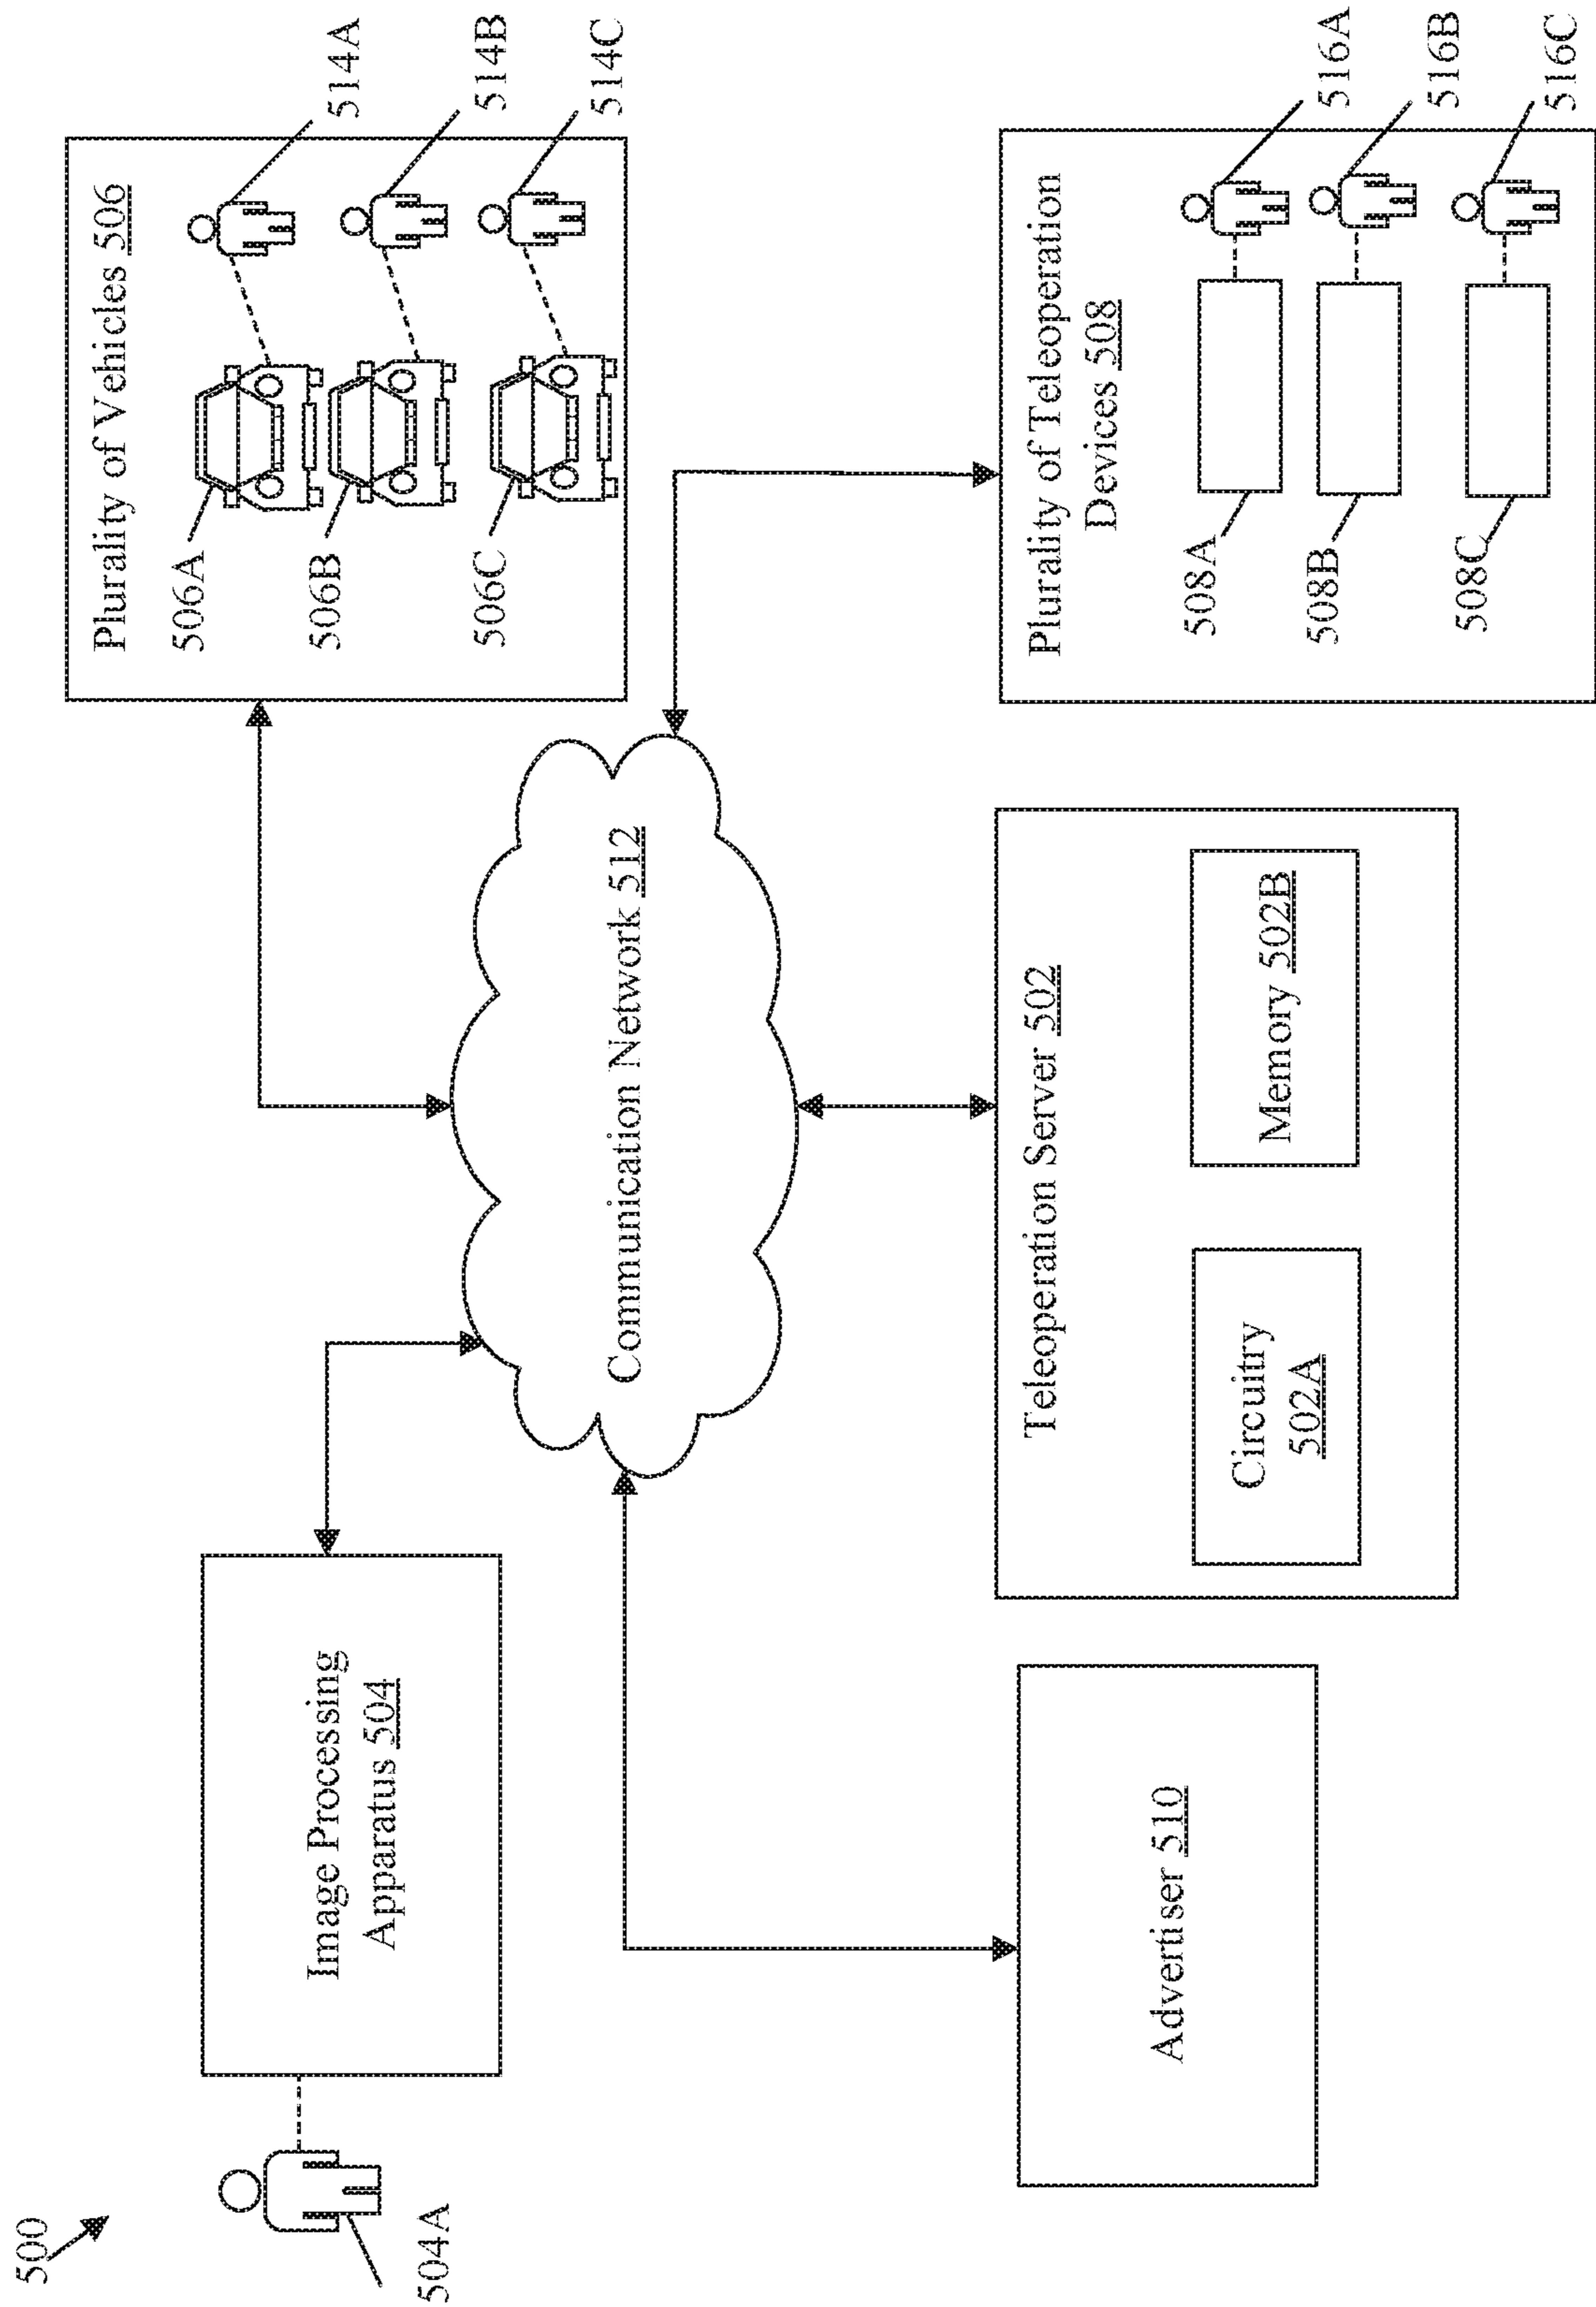 500
504A
Image Processing
Apparatus 504
Plurality of Vehicles 506
506A
514A
506B
514B
506C
514C
Communication Network 512
Advertiser 510
Teleoperation Server 502
Circuitry
502A
Memory 502B
Plurality of Teleoperation
Devices 508
508A
516A
508B
516B
508C
516C